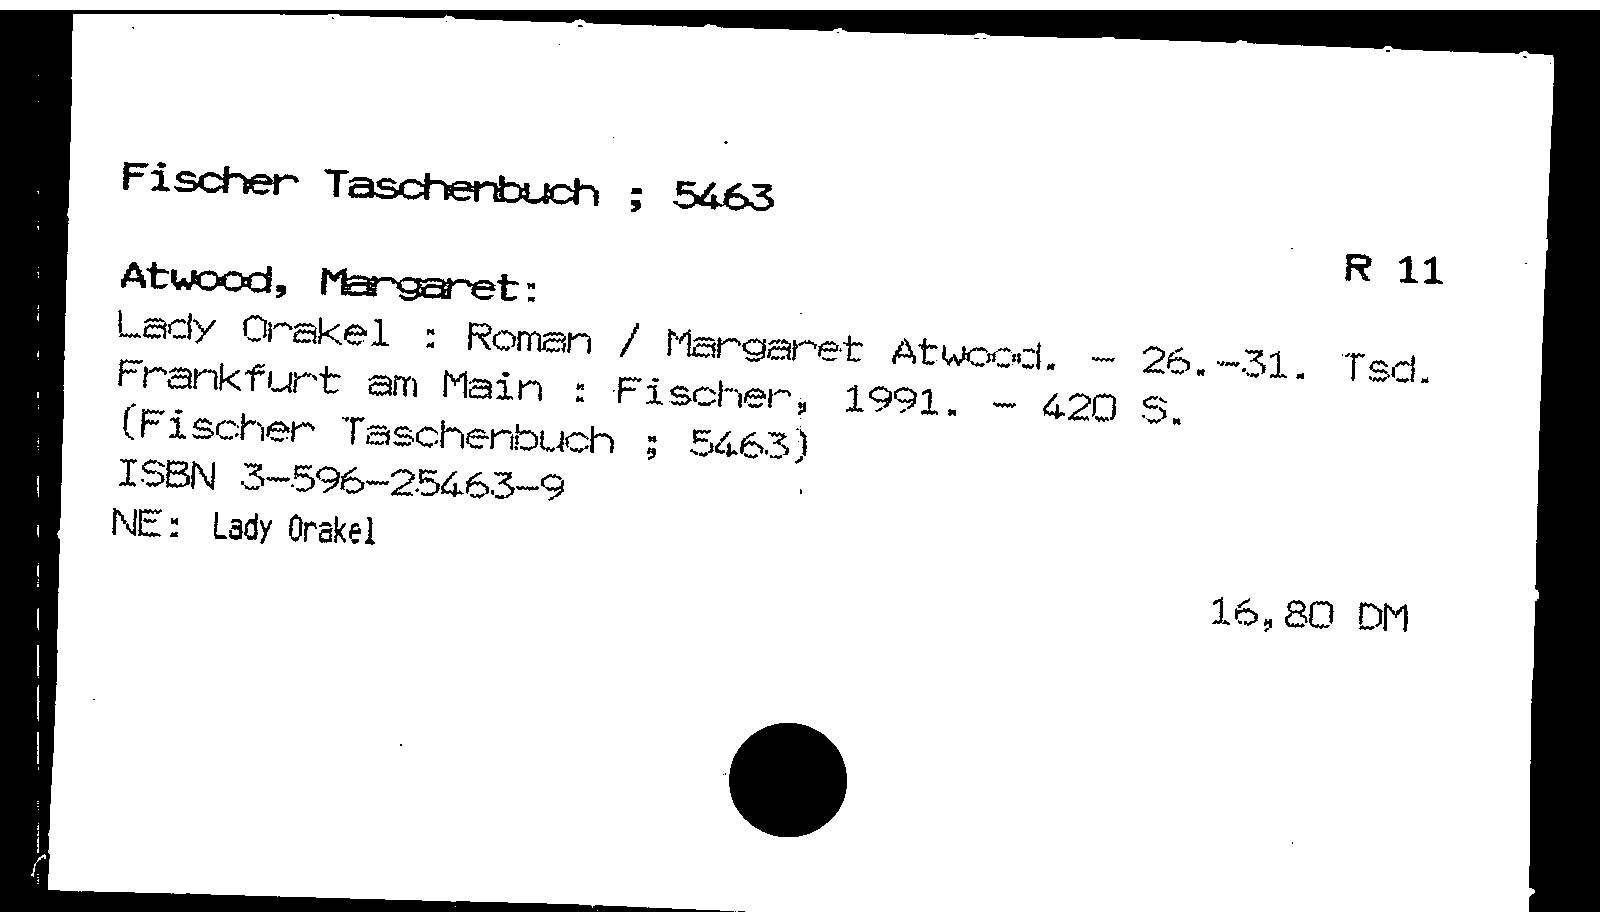 Fischer Taschenbuch ; 5463
R 11
Atwood, Margaret:
Lady Orakel : Roman / Margaret Atwood. - 26.-31. Tsd.
Frankfurt am Main : Fischer, 1991. - 420 S.
(Fischer Taschenbuch ; 5463)
ISBN 3-596-25463-9
NE: Lady Orakel
16,80 DM